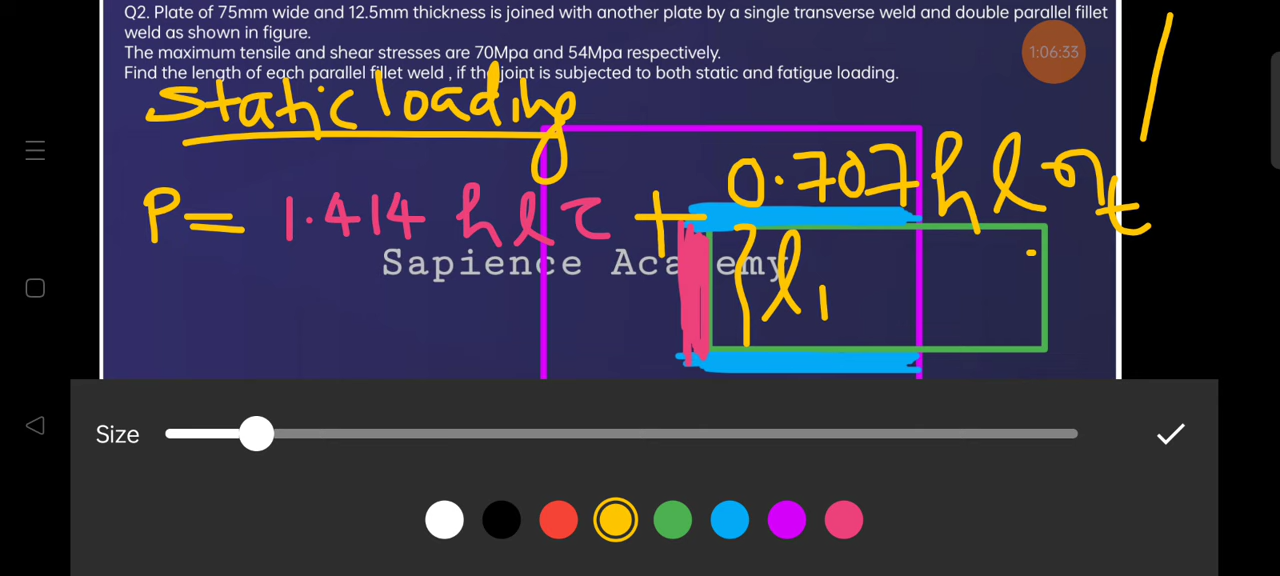 Q2. Plate of 75mm wide and 12.5mm thickness is joined with another plate by a single transverse weld and double parallel fillet
weld as shown in figure.
The maximum tensile and shear stresses are 70Mpa and 54Mpa respectively.
Find the length of each parallel fillet weld , if the joint is subjected to both static and fatigue loading.
1:06:33
Static loading
P = 1.414 h l τ + 0.707 h l σt
Sapience Academy
l1
Size